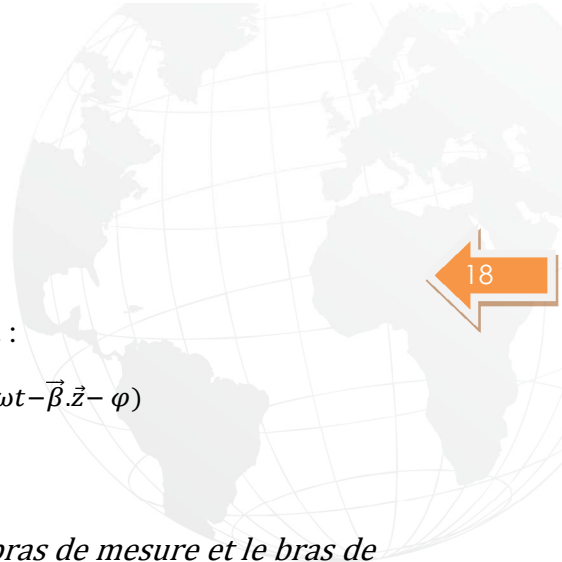 18
:
ωt−β⃗.z⃗− φ)
bras de mesure et le bras de